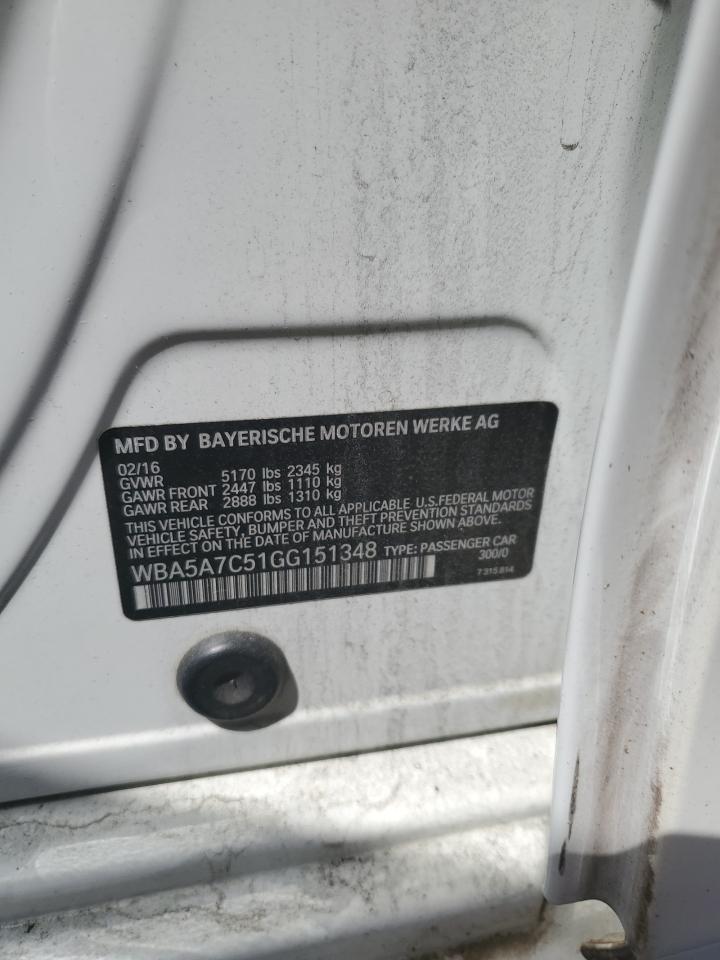 MFD BY BAYERISCHE MOTOREN WERKE AG
02/16
GVWR 5170 lbs 2345 kg
GAWR FRONT 2447 lbs 1110 kg
GAWR REAR 2888 lbs 1310 kg
THIS VEHICLE CONFORMS TO ALL APPLICABLE U.S.FEDERAL MOTOR
VEHICLE SAFETY, BUMPER AND THEFT PREVENTION STANDARDS
IN EFFECT ON THE DATE OF MANUFACTURE SHOWN ABOVE.
WBA5A7C51GG151348 TYPE: PASSENGER CAR
300/0
7 315 814